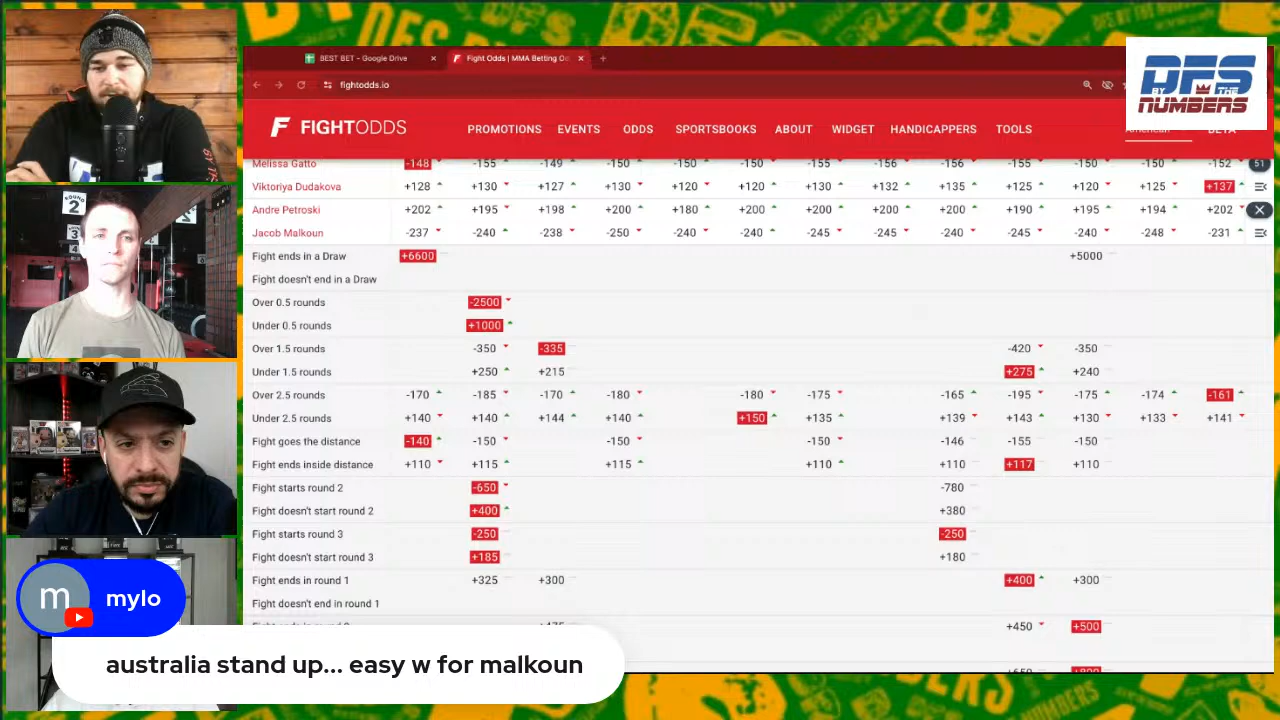 BEST BET - Google Drive × Fight Odds | MMA Betting Od × +
fightodds.io
DFS
BY THE
NUMBERS
FIGHTODDS PROMOTIONS EVENTS ODDS SPORTSBOOKS ABOUT WIDGET HANDICAPPERS TOOLS American BETA
Melissa Gatto -148 -155 -149 -150 -150 -150 -155 -156 -156 -155 -150 -150 -152 51
Viktoriya Dudakova +128 +130 +127 +130 +120 +120 +130 +132 +135 +125 +120 +125 +137
Andre Petroski +202 +195 +198 +200 +180 +200 +200 +200 +200 +190 +195 +194 +202
Jacob Malkoun -237 -240 -238 -250 -240 -240 -245 -245 -240 -245 -240 -248 -231
Fight ends in a Draw +6600 +5000
Fight doesn't end in a Draw
Over 0.5 rounds -2500
Under 0.5 rounds +1000
Over 1.5 rounds -350 -335 -420 -350
Under 1.5 rounds +250 +215 +275 +240
Over 2.5 rounds -170 -185 -170 -180 -180 -175 -165 -195 -175 -174 -161
Under 2.5 rounds +140 +140 +144 +140 +150 +135 +139 +143 +130 +133 +141
Fight goes the distance -140 -150 -150 -150 -146 -155 -150
Fight ends inside distance +110 +115 +115 +110 +110 +117 +110
Fight starts round 2 -650 -780
Fight doesn't start round 2 +400 +380
Fight starts round 3 -250 -250
Fight doesn't start round 3 +185 +180
Fight ends in round 1 +325 +300 +400 +300
Fight doesn't end in round 1
+450 +500
ROUND
2
m mylo
australia stand up... easy w for malkoun